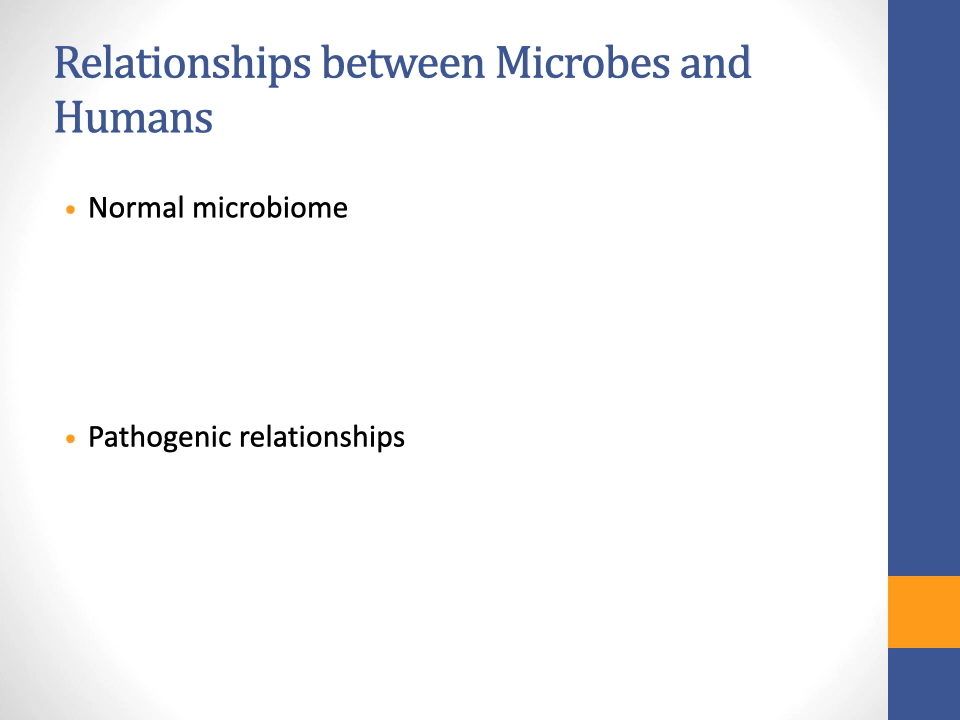 Relationships between Microbes and
Humans
• Normal microbiome
• Pathogenic relationships